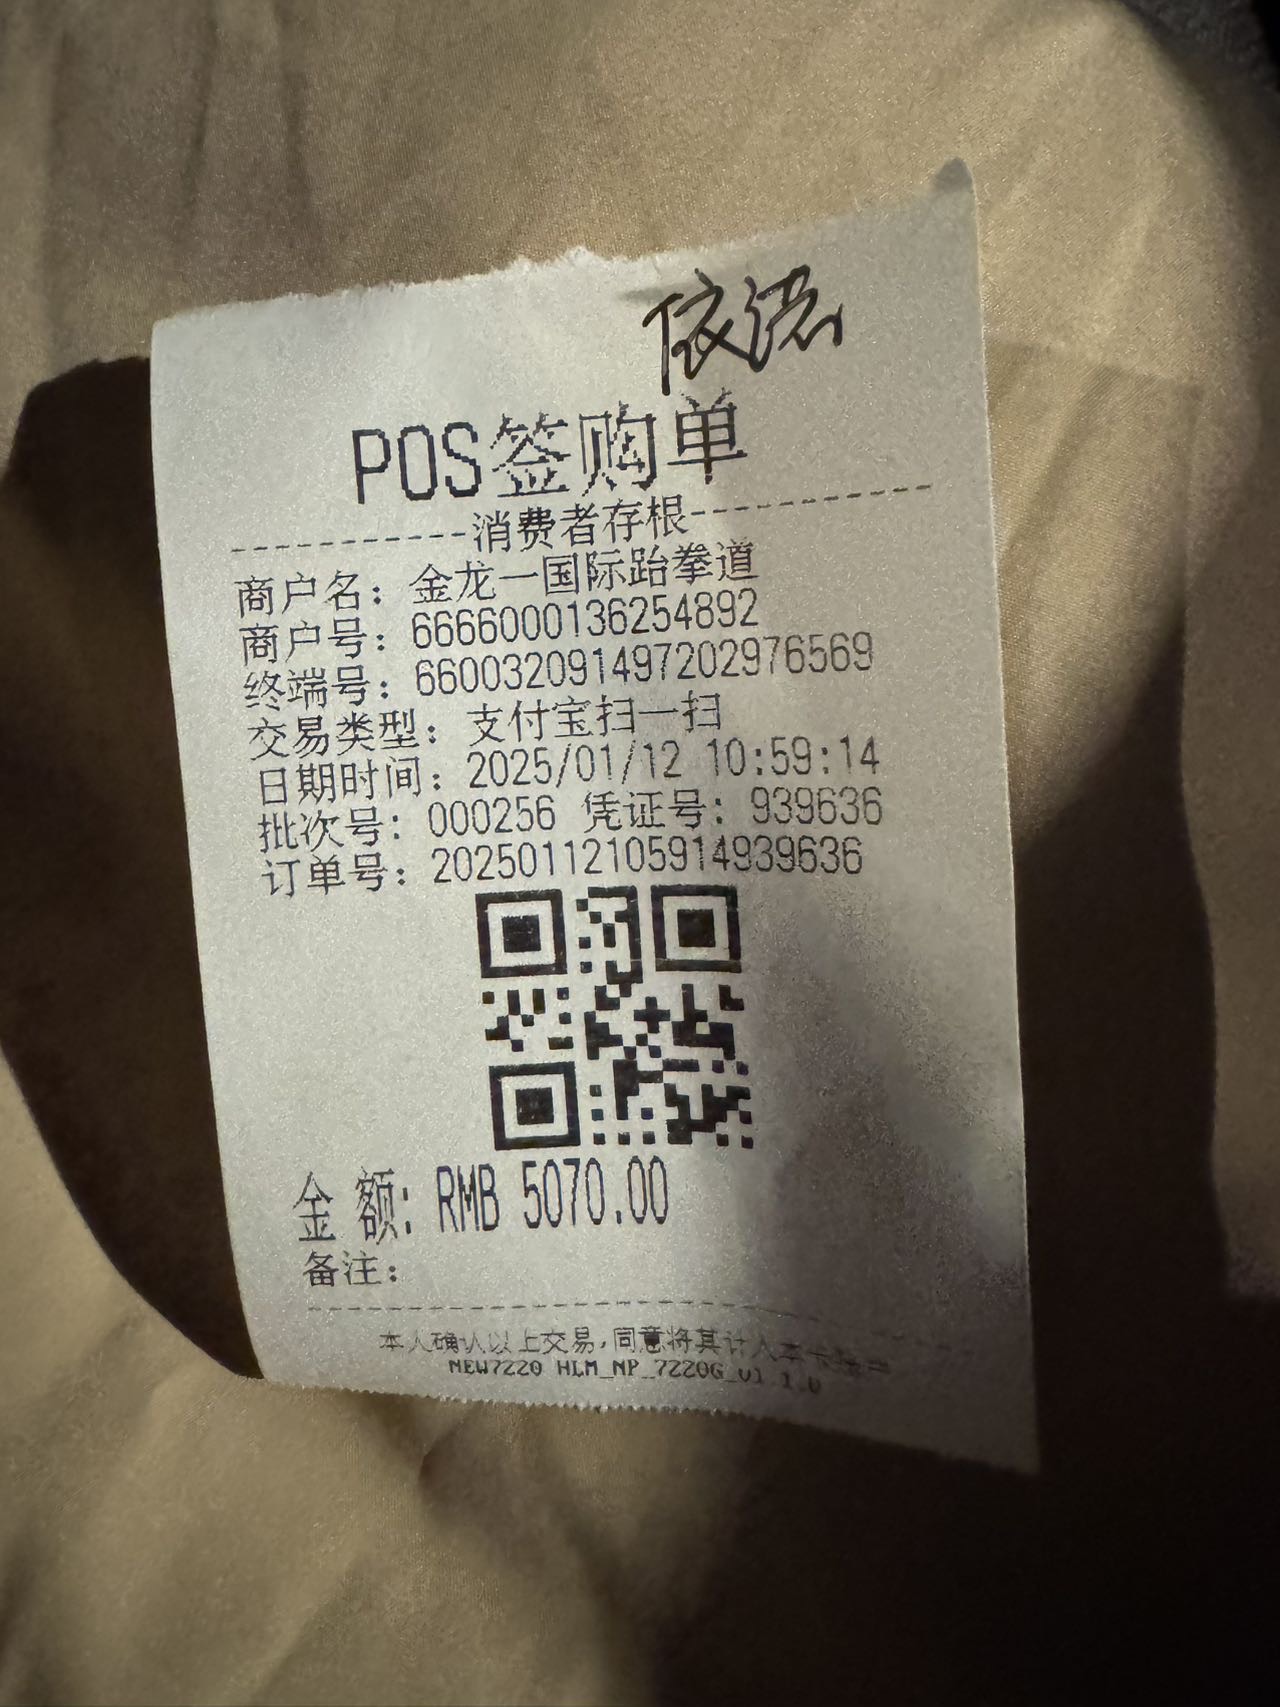 依
POS签购单
消费者存根
商户名：金龙一国际跆拳道
商户号：6666000136254892
终端号：66003209149720297​6569
交易类型：支付宝扫一扫
日期时间：2025/01/12 10:59:14
批次号：000256 凭证号：939636
订单号：20250112105914939636
金 额：RMB 5070.00
备注：
本人确认以上交易，同意将其计入本卡账户
NEW7220 HLM_NP_7220G_V1.1.0